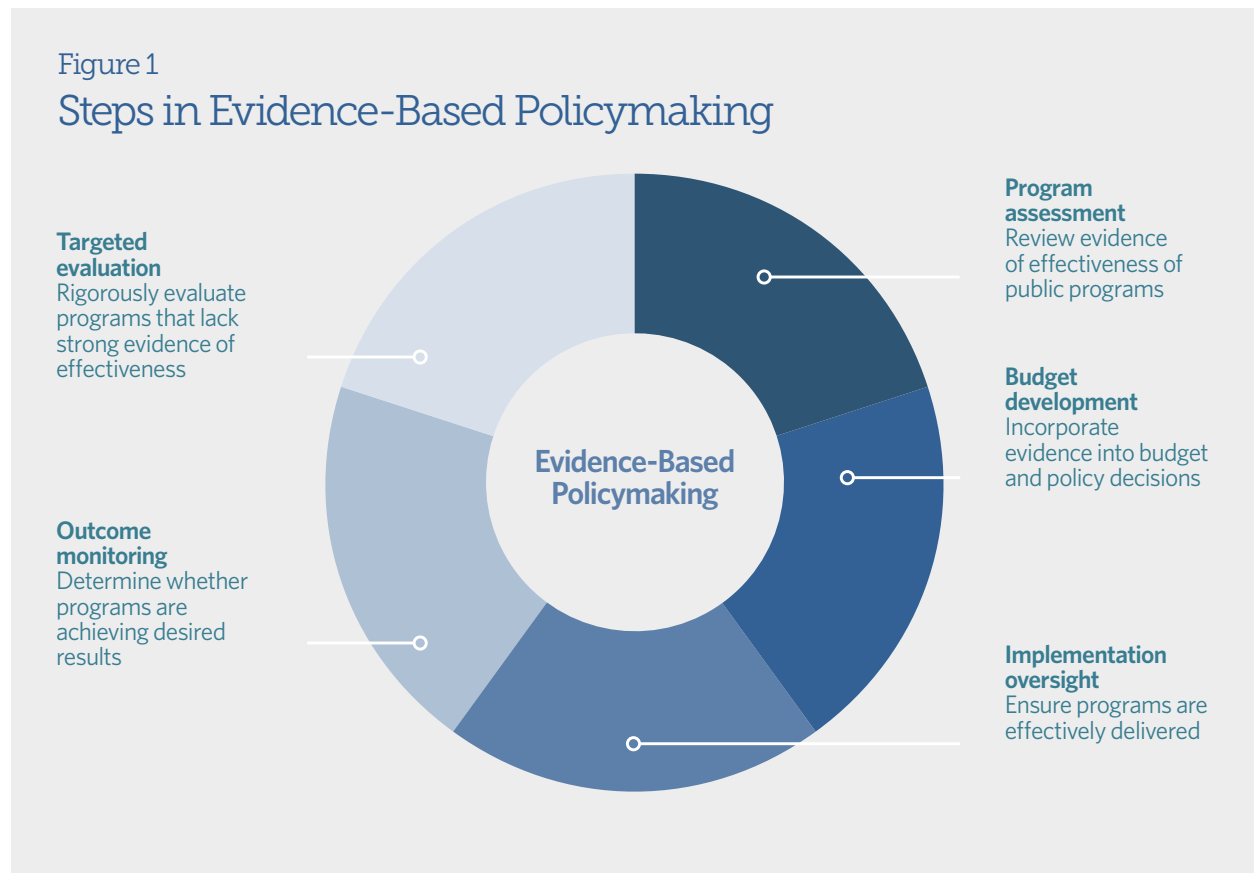 Figure 1
Steps in Evidence-Based Policymaking
Targeted
evaluation
Rigorously evaluate
programs that lack
strong evidence of
effectiveness
Outcome
monitoring
Determine whether
programs are
achieving desired
results
Evidence-Based
Policymaking
Program
assessment
Review evidence
of effectiveness of
public programs
Budget
development
Incorporate
evidence into budget
and policy decisions
Implementation
oversight
Ensure programs are
effectively delivered